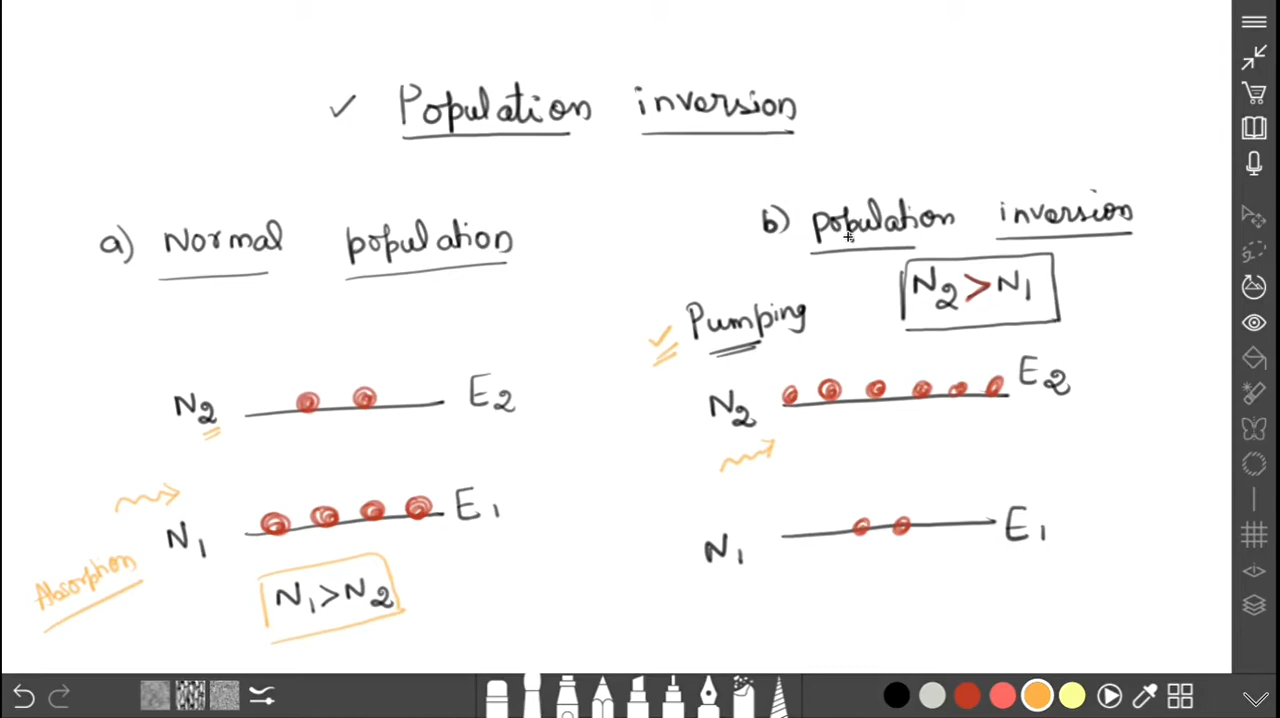 ✓ Population inversion
a) Normal population
N2 E2
N1 E1
Absorption
N1 > N2
b) population inversion
N2 > N1
✓ Pumping
N2 E2
N1 E1